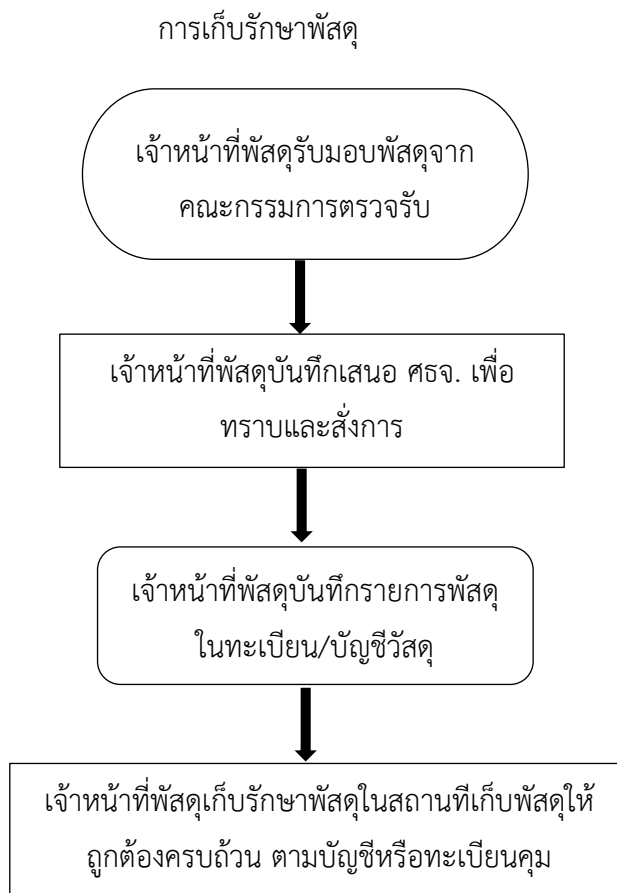 การเก็บรักษาพัสดุ
เจ้าหน้าที่พัสดุรับมอบพัสดุจาก
คณะกรรมการตรวจรับ
เจ้าหน้าที่พัสดุบันทึกเสนอ ศธจ. เพื่อ
ทราบและสั่งการ
เจ้าหน้าที่พัสดุบันทึกรายการพัสดุ
ในทะเบียน/บัญชีวัสดุ
เจ้าหน้าที่พัสดุเก็บรักษาพัสดุในสถานทีเก็บพัสดุให้
ถูกต้องครบถ้วน ตามบัญชีหรือทะเบียนคุม